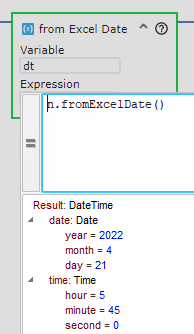 from Excel Date
Variable
dt
Expression
n.fromExcelDate()
Result: DateTime
date: Date
year = 2022
month = 4
day = 21
time: Time
hour = 5
minute = 45
second = 0